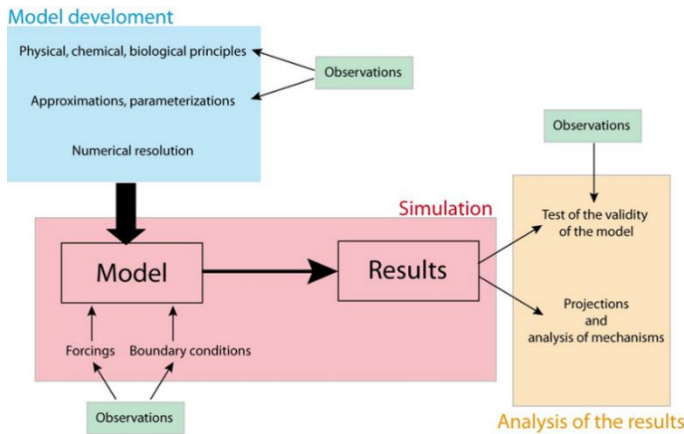 Model develoment
Physical, chemical, biological principles
Observations
Approximations, parameterizations
Numerical resolution
Observations
Simulation
Test of the validity
of the model
Model
Results
Projections
and
analysis of mechanisms
Forcings
Boundary conditions
Observations
Analysis of the results